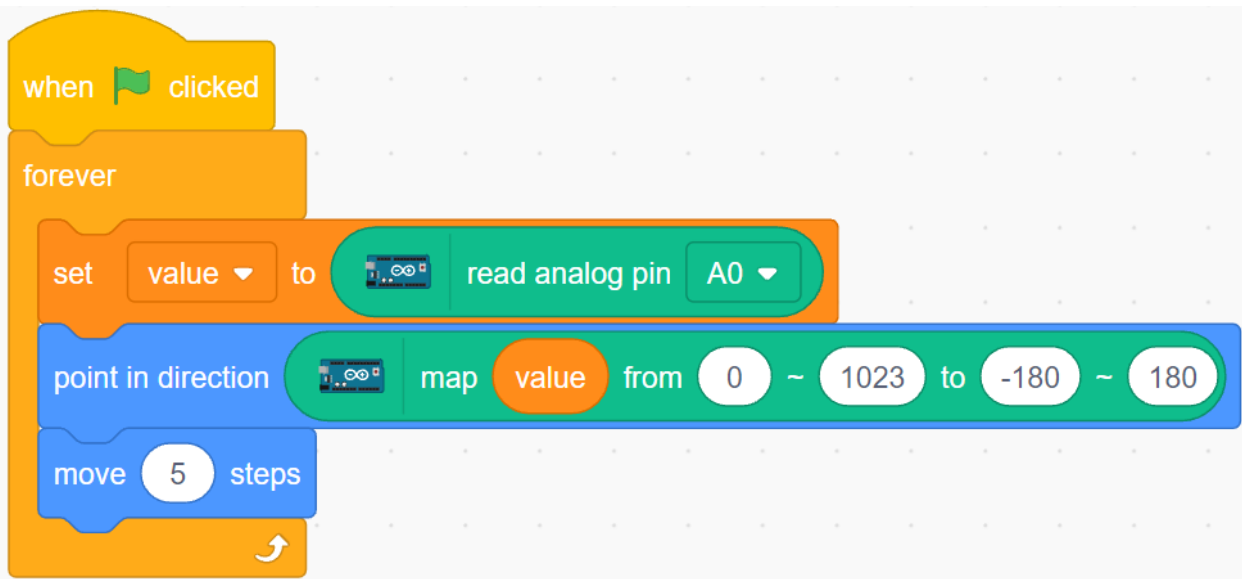 when clicked
forever
set value to read analog pin A0
point in direction map value from 0 ~ 1023 to -180 ~ 180
move 5 steps